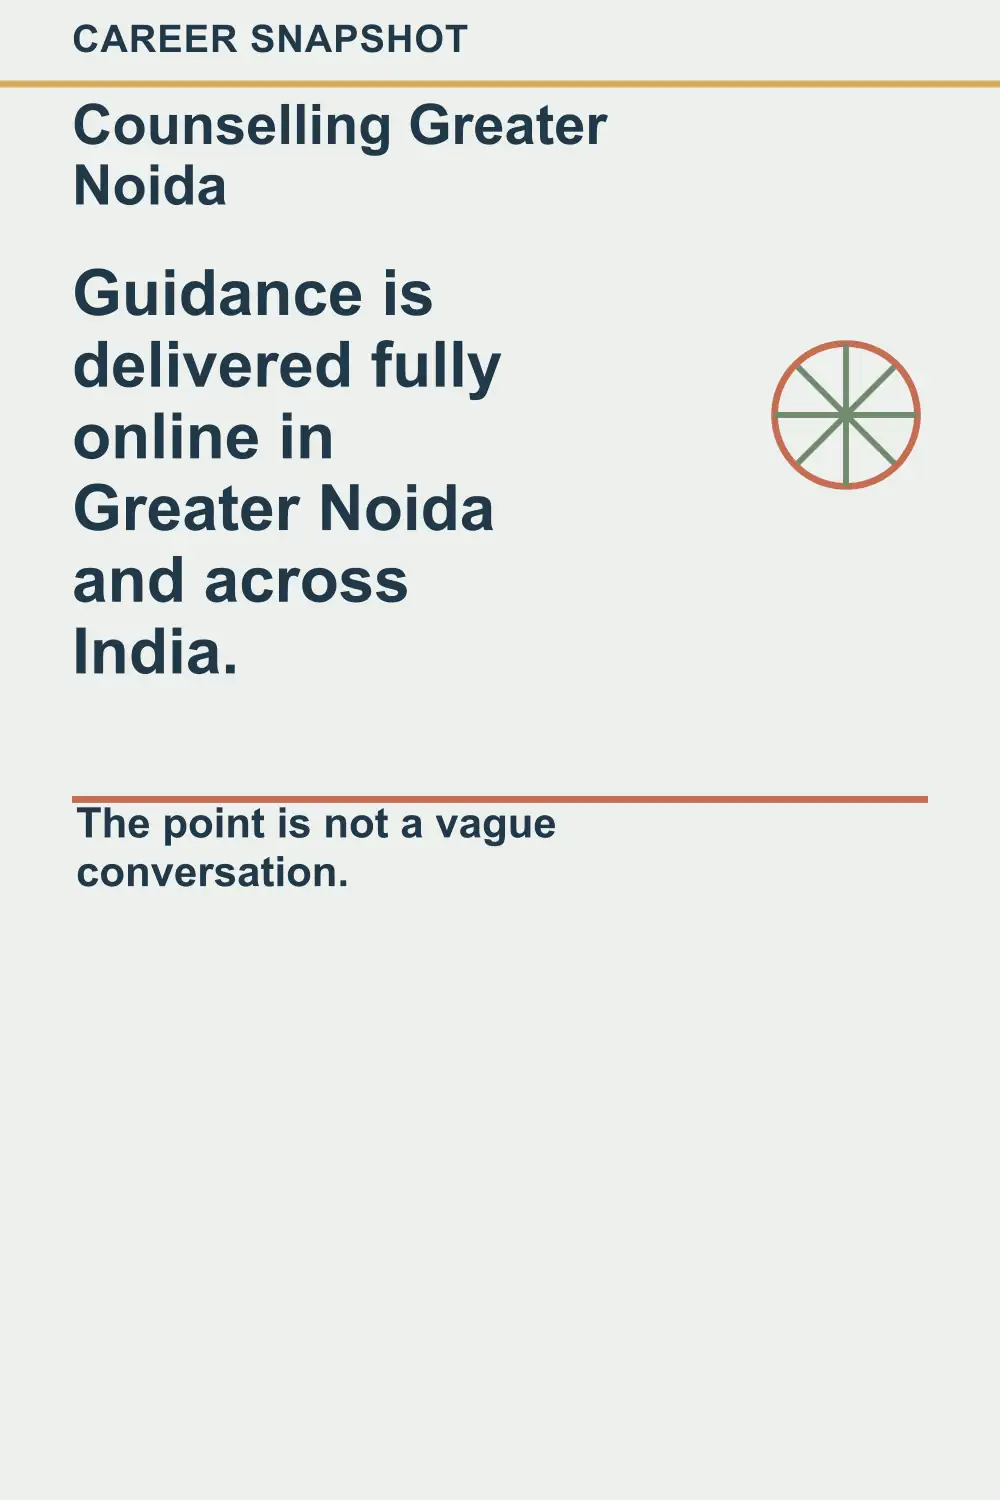 CAREER SNAPSHOT
Counselling Greater
Noida
Guidance is
delivered fully
online in
Greater Noida
and across
India.
The point is not a vague
conversation.